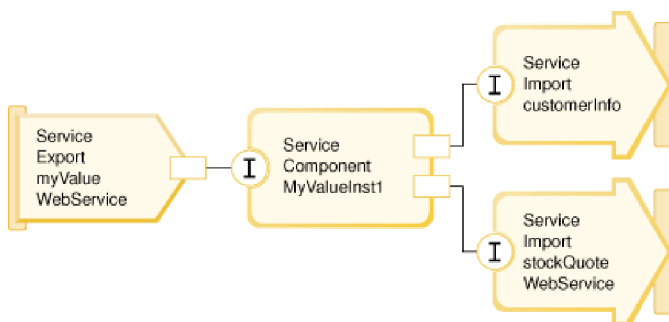 Service
Export
myValue
WebService
I
Service
Component
MyValueInst1
I
Service
Import
customerInfo
I
Service
Import
stockQuote
WebService